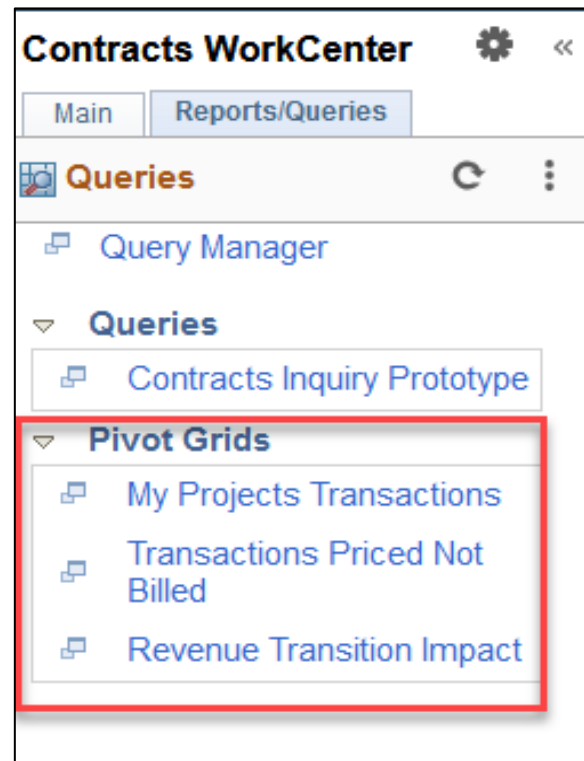 Contracts WorkCenter «
Main Reports/Queries
Queries
Query Manager
Queries
Contracts Inquiry Prototype
Pivot Grids
My Projects Transactions
Transactions Priced Not
Billed
Revenue Transition Impact